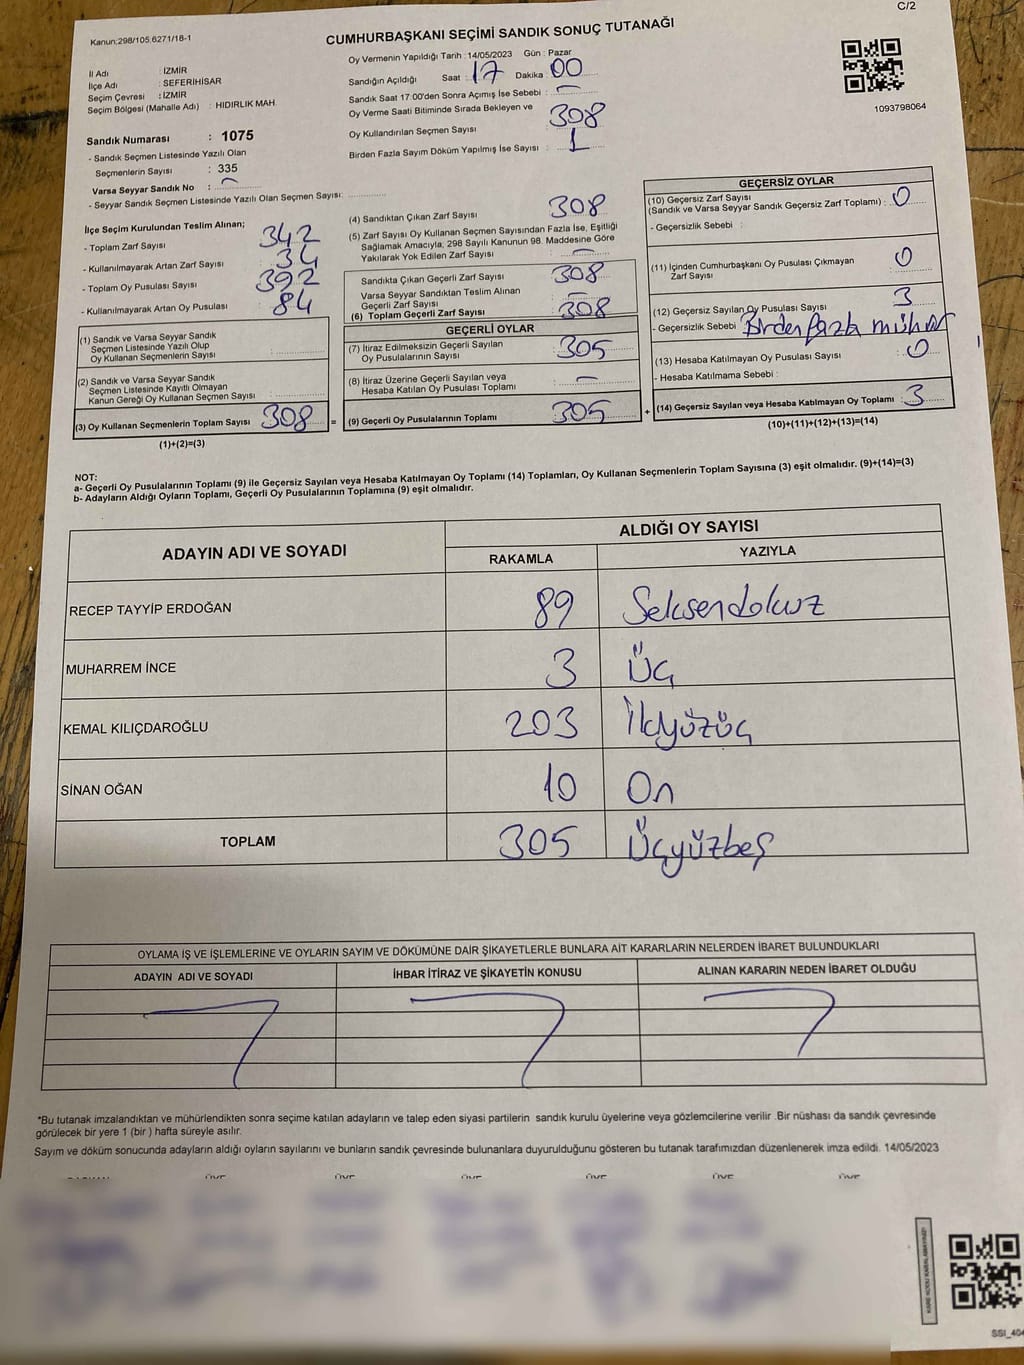 C/2
Kanun:298/105.6271/18-1
CUMHURBAŞKANI SEÇİMİ SANDIK SONUÇ TUTANAĞI
İl Adı : İZMİR
İlçe Adı : SEFERİHİSAR
Seçim Çevresi : İZMİR
Seçim Bölgesi (Mahalle Adı) : HIDIRLIK MAH.
Sandık Numarası : 1075
- Sandık Seçmen Listesinde Yazılı Olan
Seçmenlerin Sayısı : 335
Varsa Seyyar Sandık No :
- Seyyar Sandık Seçmen Listesinde Yazılı Olan Seçmen Sayısı:
Oy Vermenin Yapıldığı Tarih : 14/05/2023 Gün : Pazar
Sandığın Açıldığı Saat : 17 Dakika : 00
Sandık Saat 17.00'den Sonra Açımış İse Sebebi : –
Oy Verme Saati Bitiminde Sırada Bekleyen ve
Oy Kullandırılan Seçmen Sayısı : 308
Birden Fazla Sayım Döküm Yapılmış İse Sayısı : 1
1093798064
İlçe Seçim Kurulundan Teslim Alınan;
- Toplam Zarf Sayısı : 342
- Kullanılmayarak Artan Zarf Sayısı : 34
- Toplam Oy Pusulası Sayısı : 392
- Kullanılmayarak Artan Oy Pusulası : 84
(1) Sandık ve Varsa Seyyar Sandık
Seçmen Listesinde Yazılı Olup
Oy Kullanan Seçmenlerin Sayısı :
(2) Sandık ve Varsa Seyyar Sandık
Seçmen Listesinde Kayıtlı Olmayan
Kanun Gereği Oy Kullanan Seçmen Sayısı :
(3) Oy Kullanan Seçmenlerin Toplam Sayısı 308 =
(1)+(2)=(3)
(4) Sandıktan Çıkan Zarf Sayısı : 308
(5) Zarf Sayısı Oy Kullanan Seçmen Sayısından Fazla İse, Eşitliği
Sağlamak Amacıyla, 298 Sayılı Kanunun 98. Maddesine Göre
Yakılarak Yok Edilen Zarf Sayısı : –
Sandıkta Çıkan Geçerli Zarf Sayısı : 308
Varsa Seyyar Sandıktan Teslim Alınan
Geçerli Zarf Sayısı : –
(6) Toplam Geçerli Zarf Sayısı : 308
GEÇERLİ OYLAR
(7) İtiraz Edilmeksizin Geçerli Sayılan
Oy Pusulalarının Sayısı : 305
(8) İtiraz Üzerine Geçerli Sayılan veya
Hesaba Katılan Oy Pusulası Toplamı : –
(9) Geçerli Oy Pusulalarının Toplamı : 305 +
GEÇERSİZ OYLAR
(10) Geçersiz Zarf Sayısı
(Sandık ve Varsa Seyyar Sandık Geçersiz Zarf Toplamı) : 0
- Geçersizlik Sebebi :
(11) İçinden Cumhurbaşkanı Oy Pusulası Çıkmayan
Zarf Sayısı : 0
(12) Geçersiz Sayılan Oy Pusulası Sayısı : 3
- Geçersizlik Sebebi Birden fazla mühür
(13) Hesaba Katılmayan Oy Pusulası Sayısı : 0
- Hesaba Katılmama Sebebi :
(14) Geçersiz Sayılan veya Hesaba Katılmayan Oy Toplamı : 3
(10)+(11)+(12)+(13)=(14)
NOT:
a- Geçerli Oy Pusulalarının Toplamı (9) ile Geçersiz Sayılan veya Hesaba Katılmayan Oy Toplamı (14) Toplamları, Oy Kullanan Seçmenlerin Toplam Sayısına (3) eşit olmalıdır. (9)+(14)=(3)
b- Adayların Aldığı Oyların Toplamı, Geçerli Oy Pusulalarının Toplamına (9) eşit olmalıdır.
ADAYIN ADI VE SOYADI
ALDIĞI OY SAYISI
RAKAMLA YAZIYLA
RECEP TAYYİP ERDOĞAN 89 Seksendokuz
MUHARREM İNCE 3 Üç
KEMAL KILIÇDAROĞLU 203 İkiyüzüç
SİNAN OĞAN 10 On
TOPLAM 305 Üçyüzbeş
OYLAMA İŞ VE İŞLEMLERİNE VE OYLARIN SAYIM VE DÖKÜMÜNE DAİR ŞİKAYETLERLE BUNLARA AİT KARARLARIN NELERDEN İBARET BULUNDUKLARI
ADAYIN ADI VE SOYADI İHBAR İTİRAZ VE ŞİKAYETİN KONUSU ALINAN KARARIN NEDEN İBARET OLDUĞU
*Bu tutanak imzalandıktan ve mühürlendikten sonra seçime katılan adayların ve talep eden siyasi partilerin sandık kurulu üyelerine veya gözlemcilerine verilir .Bir nüshası da sandık çevresinde
görülecek bir yere 1 (bir ) hafta süreyle asılır.
Sayım ve döküm sonucunda adayların aldığı oyların sayılarını ve bunların sandık çevresinde bulunanlara duyurulduğunu gösteren bu tutanak tarafımızdan düzenlenerek imza edildi. 14/05/2023
ÜYE ÜYE ÜYE ÜYE ÜYE ÜYE